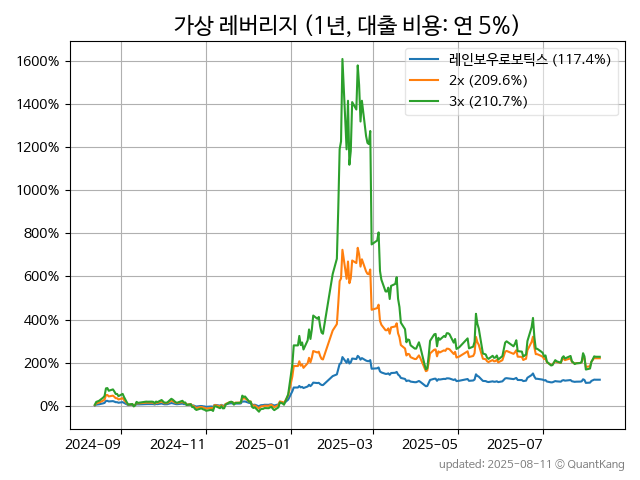 가상 레버리지 (1년, 대출 비용: 연 5%)
레인보우로보틱스 (117.4%)
2x (209.6%)
3x (210.7%)
1600%
1400%
1200%
1000%
800%
600%
400%
200%
0%
2024-09 2024-11 2025-01 2025-03 2025-05 2025-07
updated: 2025-08-11 © QuantKang